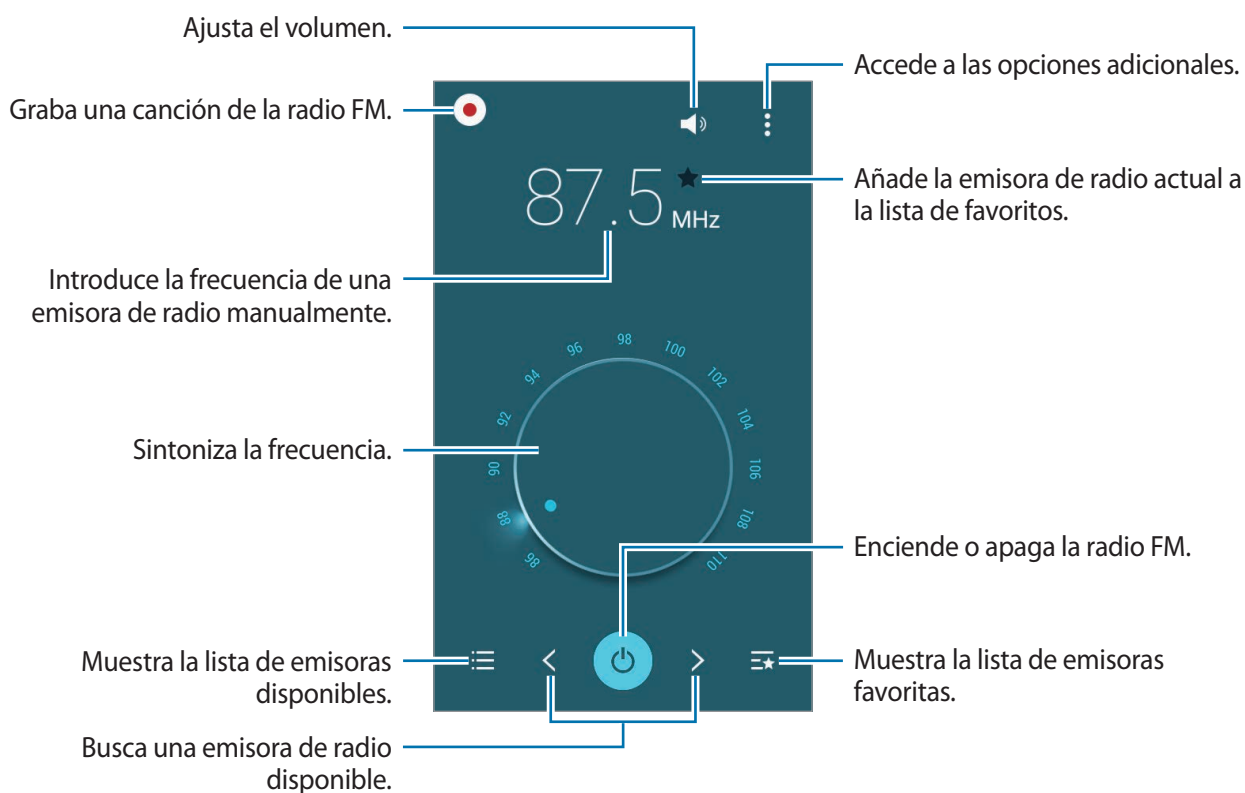 Ajusta el volumen.
Accede a las opciones adicionales.
Graba una canción de la radio FM.
87.5 MHz
Añade la emisora de radio actual a
la lista de favoritos.
Introduce la frecuencia de una
emisora de radio manualmente.
86
88
90
92
94
96
98
100
102
104
106
108
110
Sintoniza la frecuencia.
Enciende o apaga la radio FM.
Muestra la lista de emisoras
disponibles.
Muestra la lista de emisoras
favoritas.
Busca una emisora de radio
disponible.